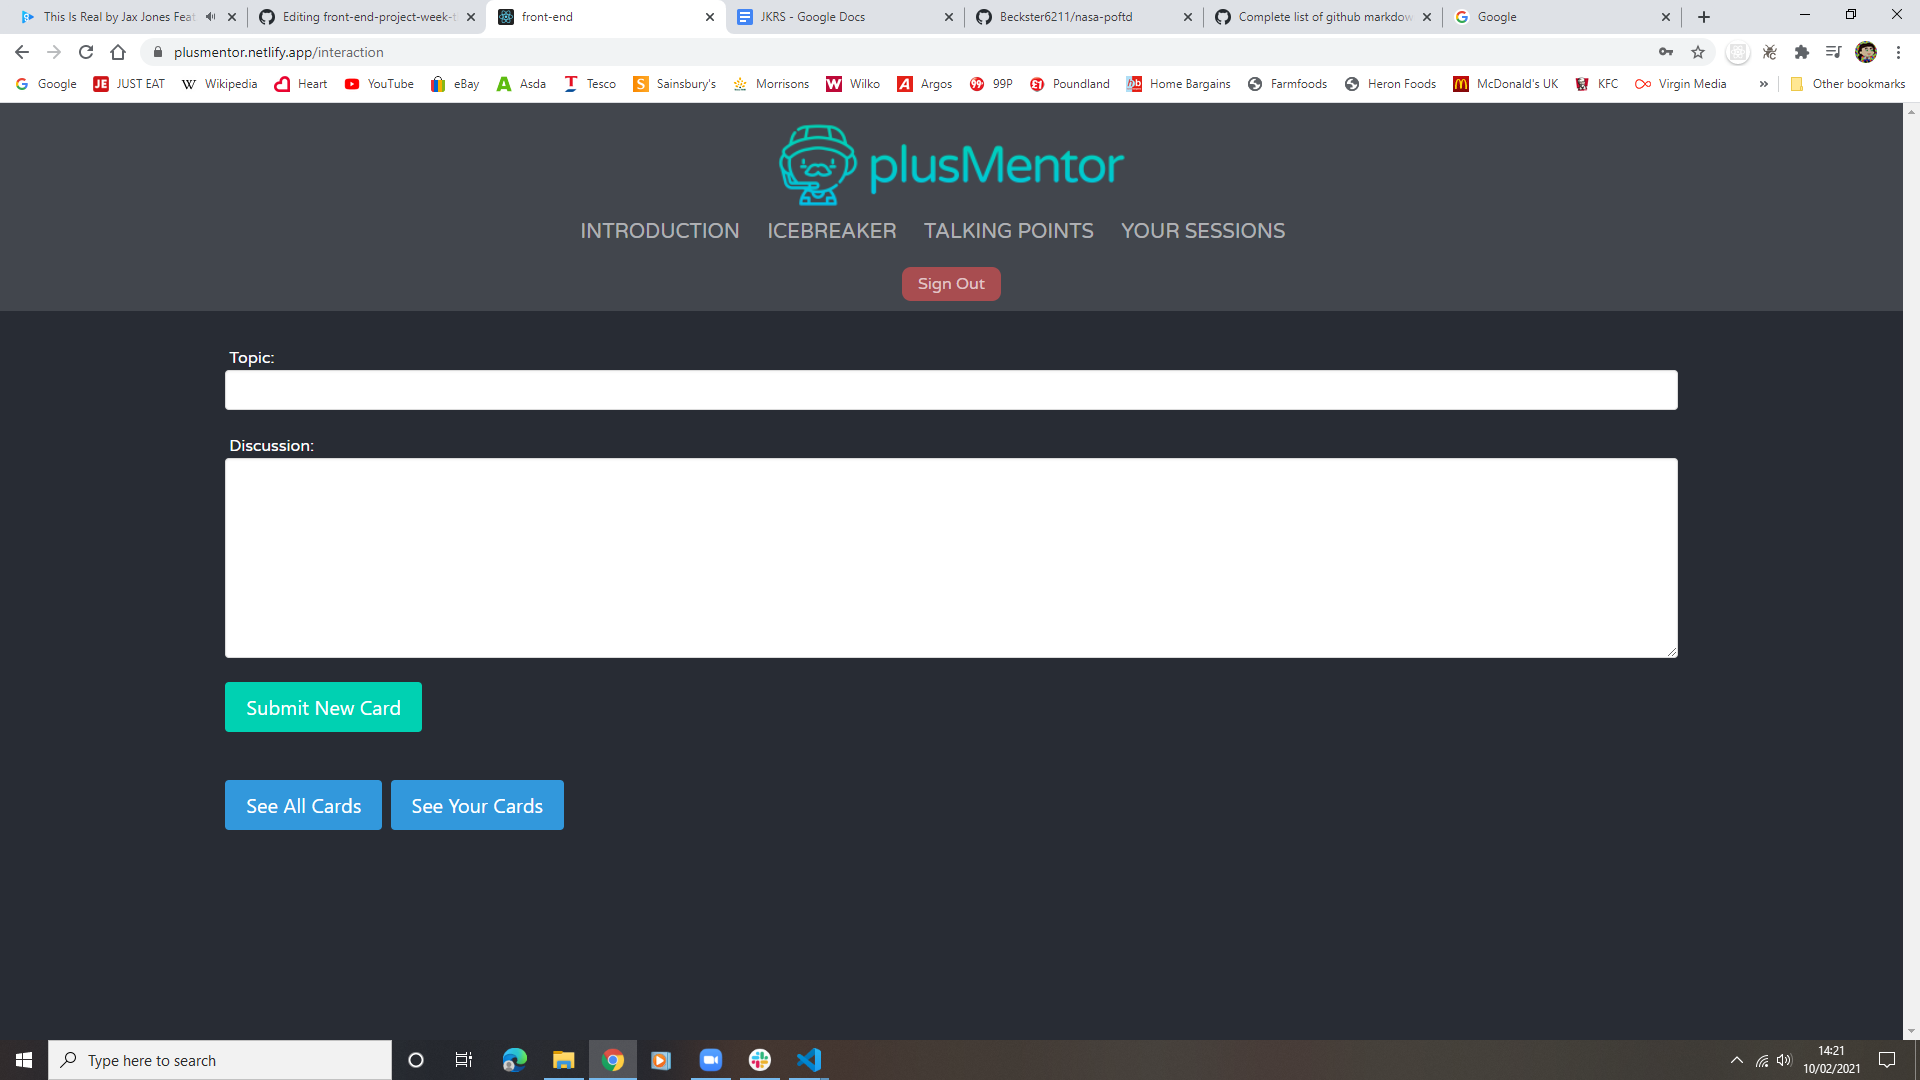 This Is Real by Jax Jones Feat
Editing front-end-project-week-t
front-end
JKRS - Google Docs
Beckster6211/nasa-poftd
Complete list of github markdow
Google
plusmentor.netlify.app/interaction
Google
JUST EAT
Wikipedia
Heart
YouTube
eBay
Asda
Tesco
Sainsbury's
Morrisons
Wilko
Argos
99P
Poundland
Home Bargains
Farmfoods
Heron Foods
McDonald's UK
KFC
Virgin Media
»
Other bookmarks
plusMentor
INTRODUCTION ICEBREAKER TALKING POINTS YOUR SESSIONS
Sign Out
Topic:
Discussion:
Submit New Card
See All Cards See Your Cards
Type here to search
14:21
10/02/2021